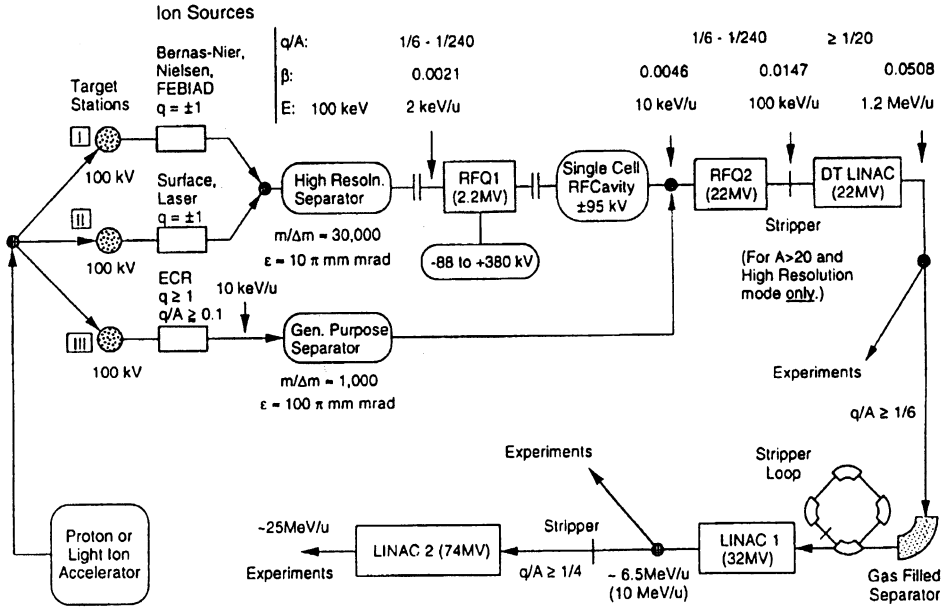 Ion Sources
Bernas-Nier,
Nielsen,
FEBIAD
q = ±1
Target
Stations
I
100 kV
Surface,
Laser
q = ±1
II
100 kV
ECR
q ≥ 1
q/A ≧ 0.1
III
100 kV
10 keV/u
q/A: 1/6 - 1/240 1/6 - 1/240 ≥ 1/20
β: 0.0021 0.0046 0.0147 0.0508
E: 100 keV 2 keV/u 10 keV/u 100 keV/u 1.2 MeV/u
High Resoln.
Separator
m/Δm = 30,000
ε = 10 π mm mrad
RFQ1
(2.2MV)
-88 to +380 kV
Single Cell
RFCavity
±95 kV
RFQ2
(22MV)
DT LINAC
(22MV)
Stripper
(For A>20 and
High Resolution
mode only.)
Gen. Purpose
Separator
m/Δm = 1,000
ε = 100 π mm mrad
Experiments
q/A ≥ 1/6
Stripper
Loop
Gas Filled
Separator
LINAC 1
(32MV)
Experiments
~ 6.5MeV/u
(10 MeV/u)
Stripper
q/A ≥ 1/4
LINAC 2 (74MV)
~25MeV/u
Experiments
Proton or
Light Ion
Accelerator